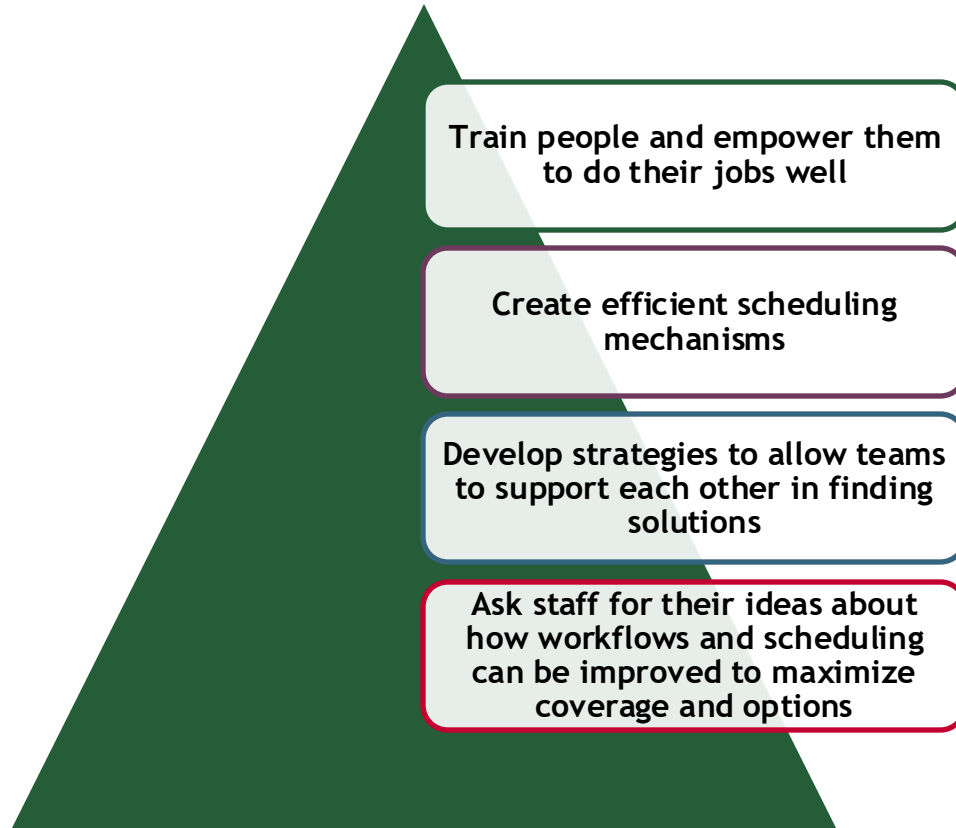 Train people and empower them
to do their jobs well
Create efficient scheduling
mechanisms
Develop strategies to allow teams
to support each other in finding
solutions
Ask staff for their ideas about
how workflows and scheduling
can be improved to maximize
coverage and options